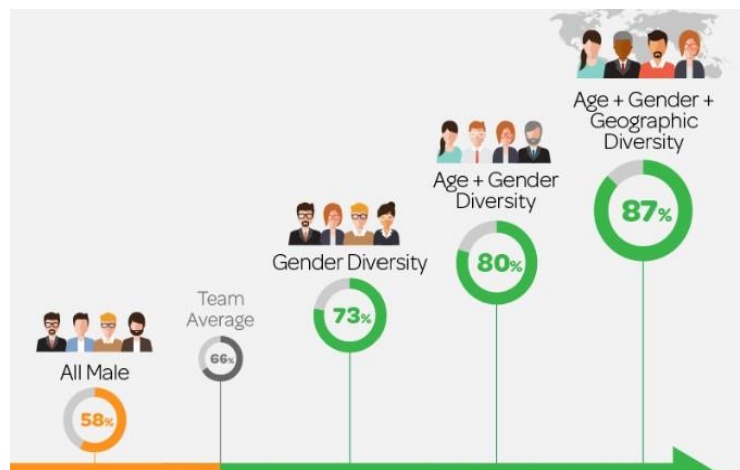 All Male
58%
Team
Average
66%
Gender Diversity
73%
Age + Gender
Diversity
80%
Age + Gender +
Geographic
Diversity
87%